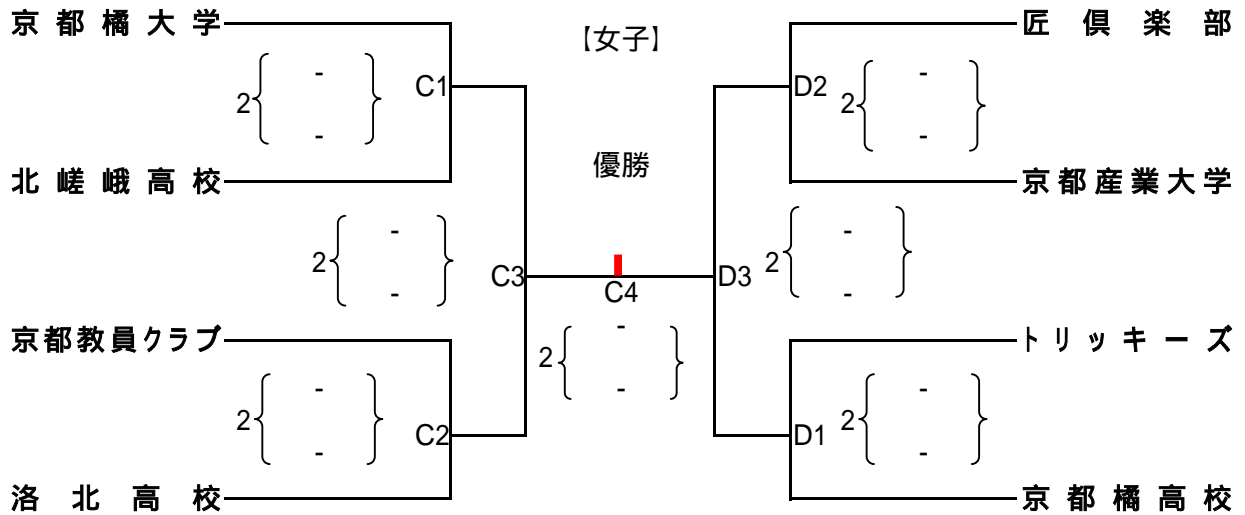 京都橘大学
【女子】
匠倶楽部
-
-
C1
D2
2
2
-
-
優勝
北嵯峨高校
京都産業大学
-
-
2
C3
D3
2
C4
-
-
京都教員クラブ
-
トリッキーズ
2
-
-
-
2
C2
D1
2
-
-
洛北高校
京都橘高校